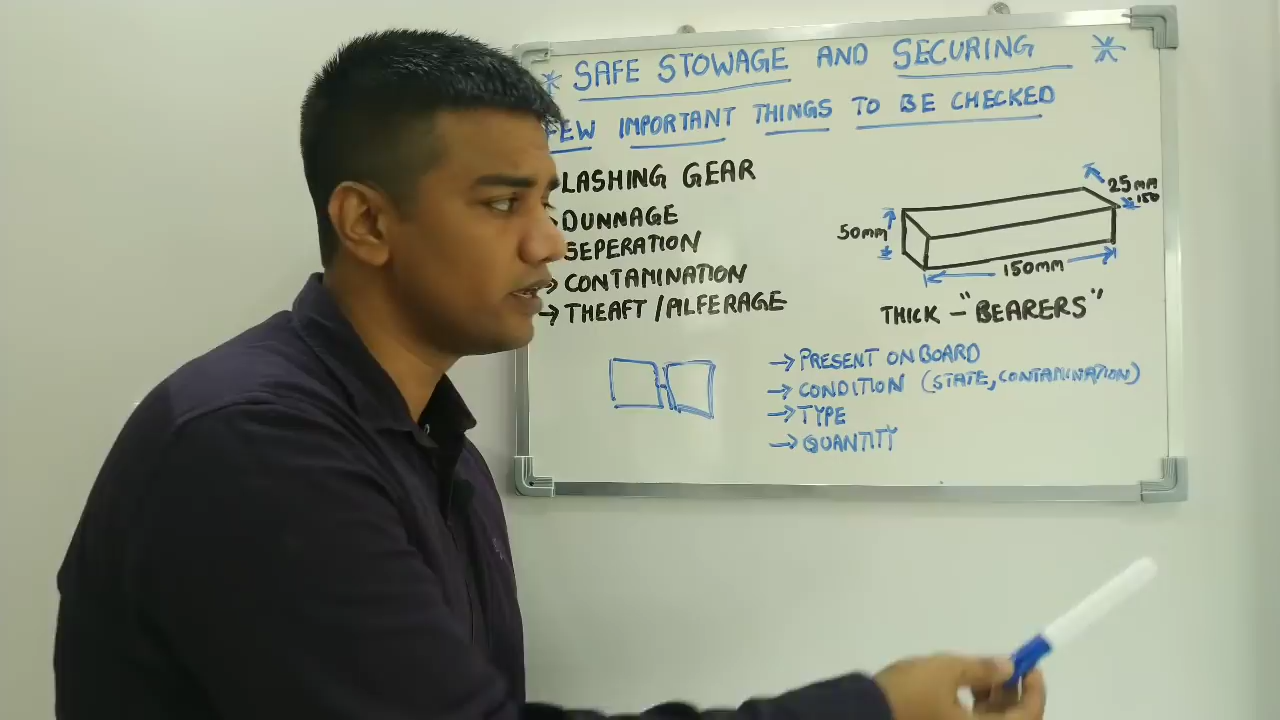 * SAFE STOWAGE AND SECURING *
FEW IMPORTANT THINGS TO BE CHECKED
LASHING GEAR
DUNNAGE
SEPERATION
→ CONTAMINATION
→ THEAFT / PILFERAGE
25mm
150
50mm
150mm
THICK - "BEARERS"
→ PRESENT ON BOARD
→ CONDITION (STATE, CONTAMINATION)
→ TYPE
→ QUANTITY